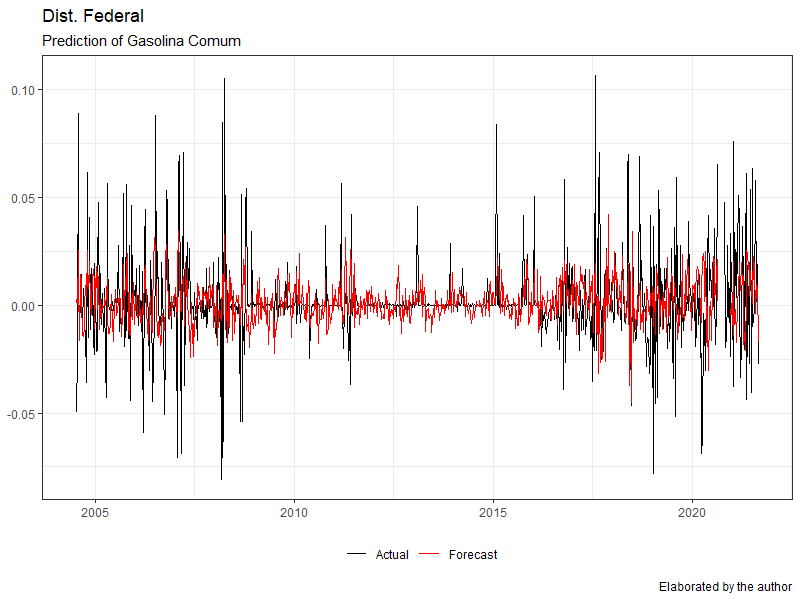 Dist. Federal
Prediction of Gasolina Comum
0.10
0.05
0.00
-0.05
2005 2010 2015 2020
Actual Forecast
Elaborated by the author